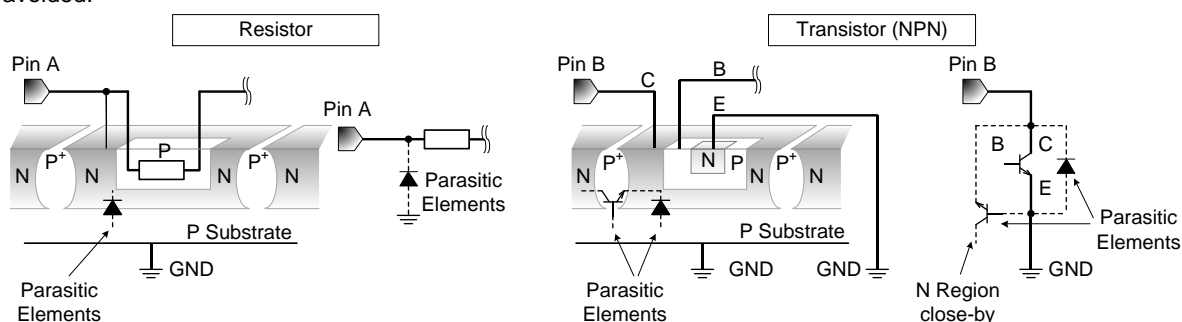 Resistor
Transistor (NPN)
Pin A
Pin A
P
N
P+
N
N
P+
N
Parasitic
Elements
P Substrate
GND
Parasitic
Elements
Pin B
C
B
E
N
P+
N
N
P
N
P+
N
P Substrate
GND
GND
Parasitic
Elements
Pin B
B
C
E
Parasitic
Elements
GND
N Region
close-by